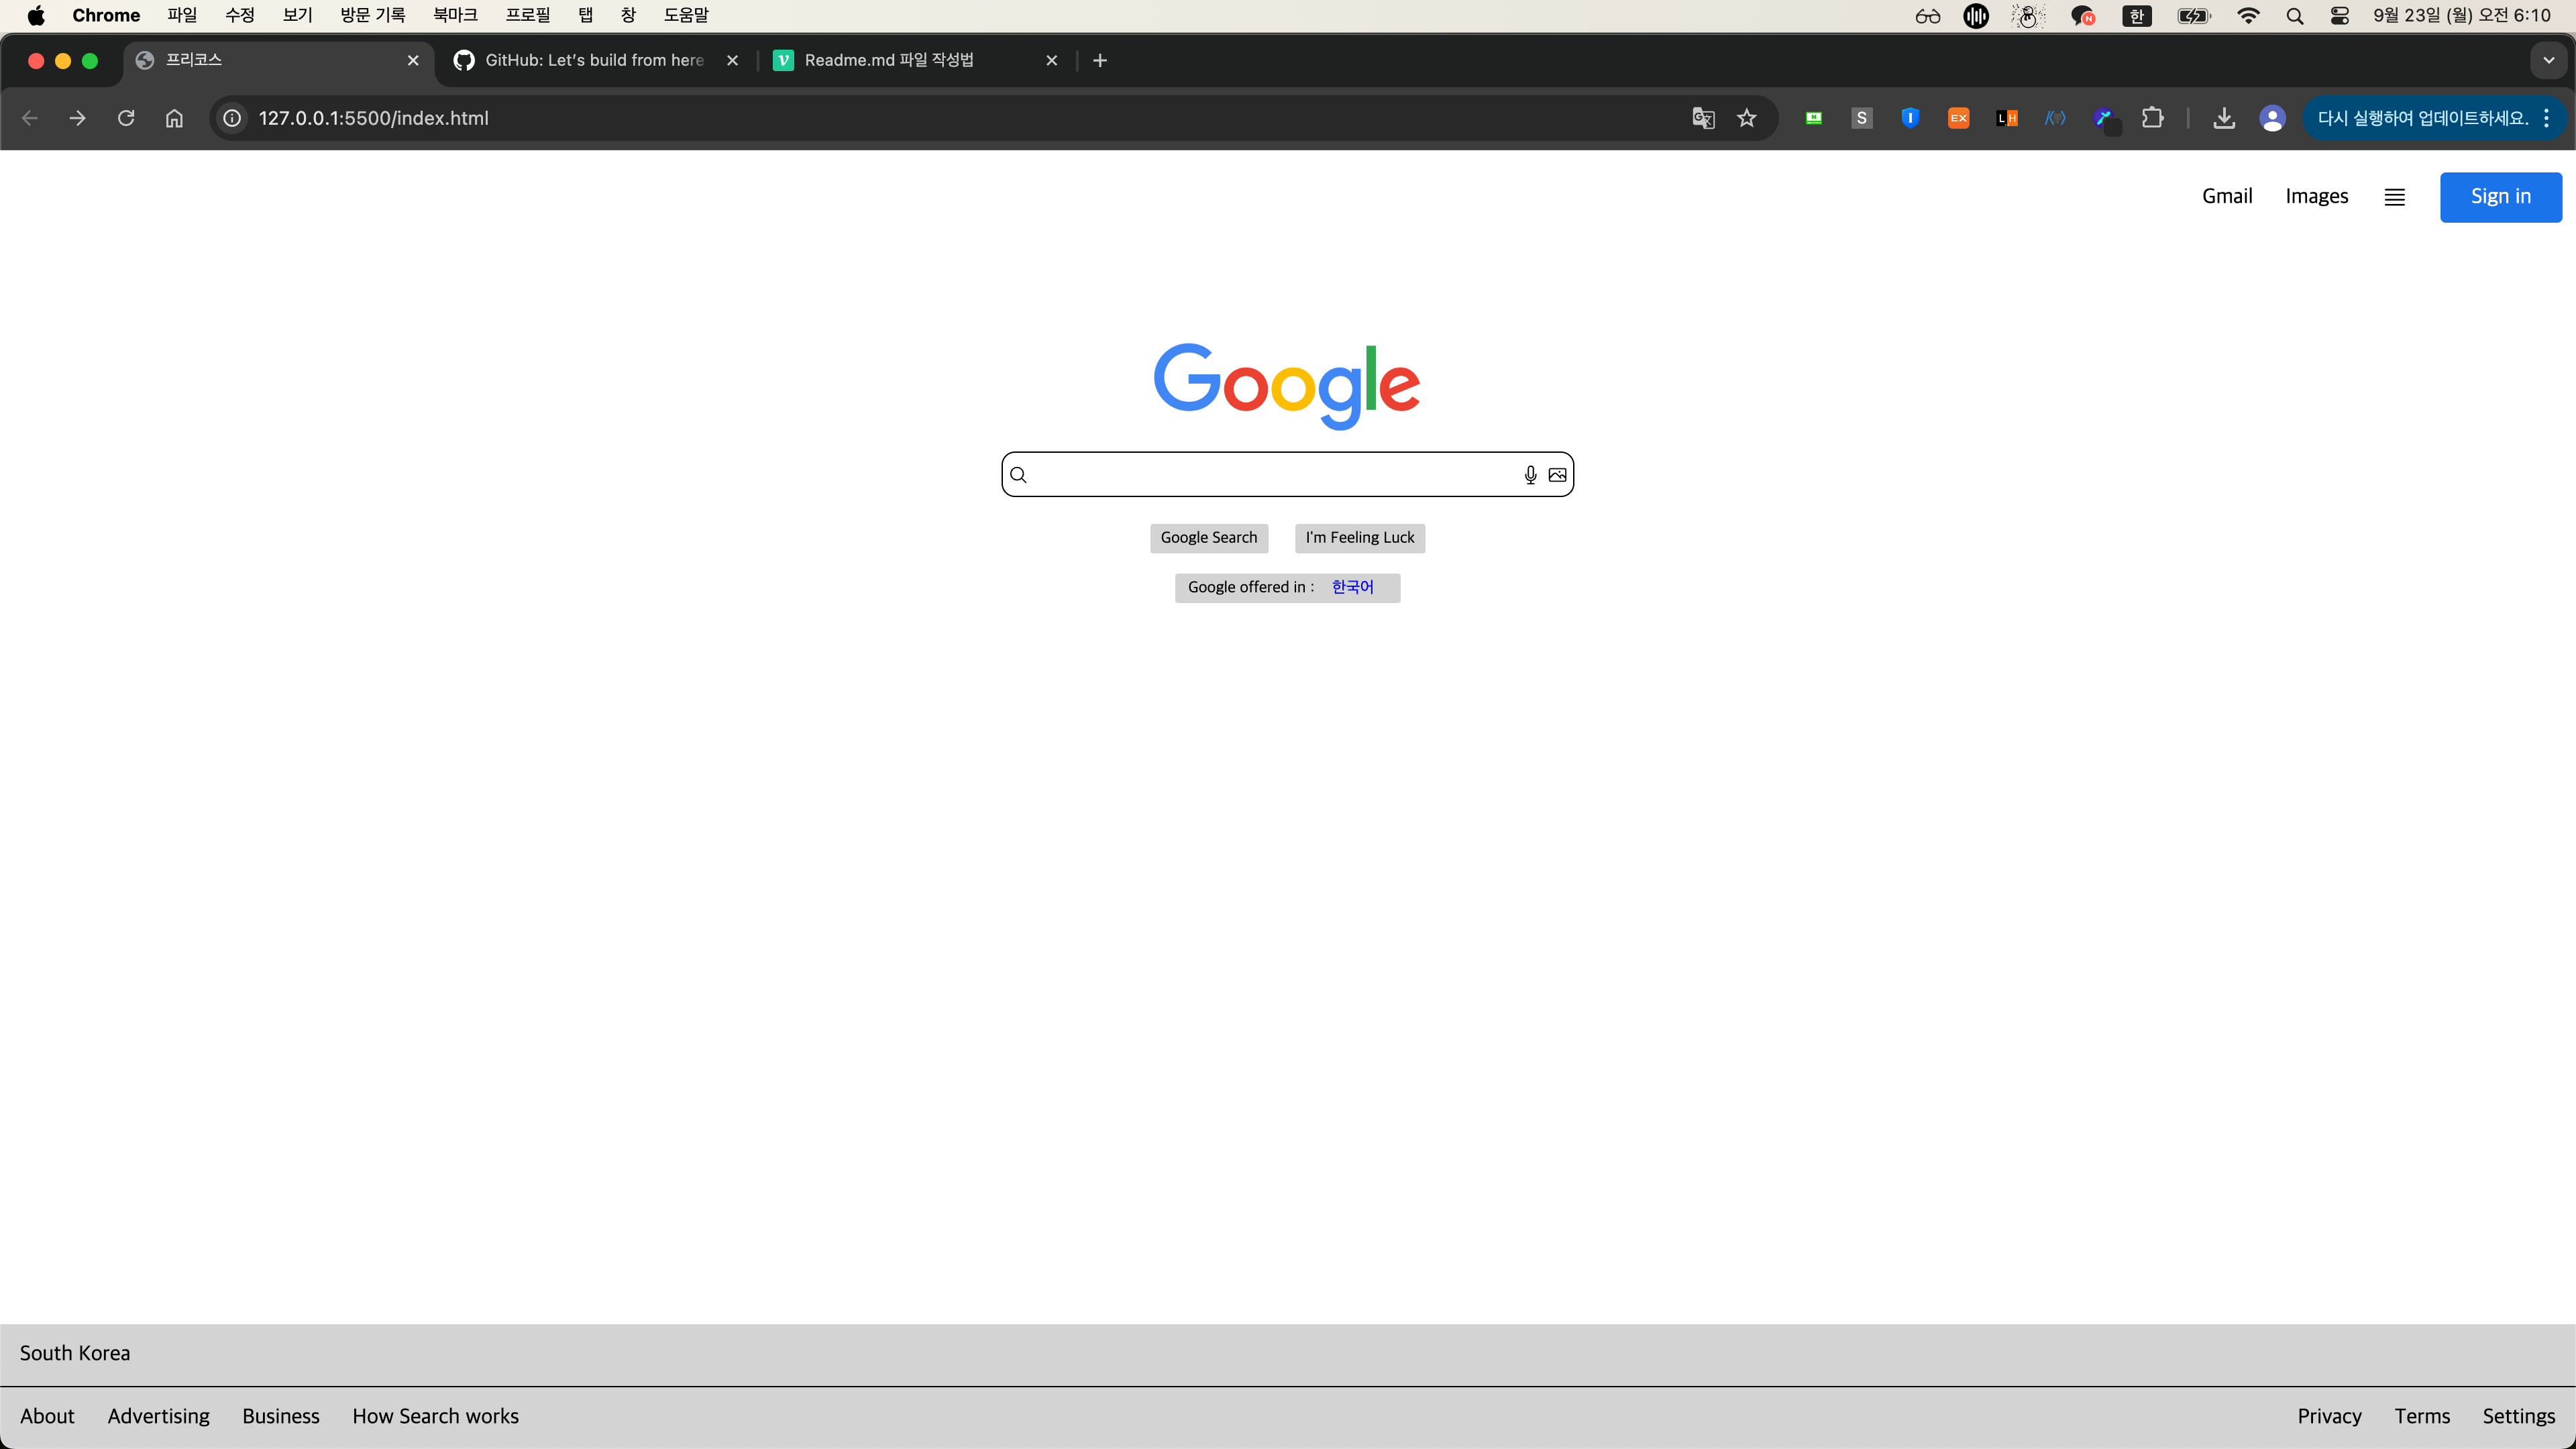 Chrome 파일 수정 보기 방문 기록 북마크 프로필 탭 창 도움말 N 한 9월 23일 (월) 오전 6:10
프리코스 GitHub: Let's build from here Readme.md 파일 작성법
127.0.0.1:5500/index.html N S I EX LH 다시 실행하여 업데이트하세요.
Gmail Images Sign in
Google
Google Search I'm Feeling Luck
Google offered in : 한국어
South Korea
About Advertising Business How Search works Privacy Terms Settings